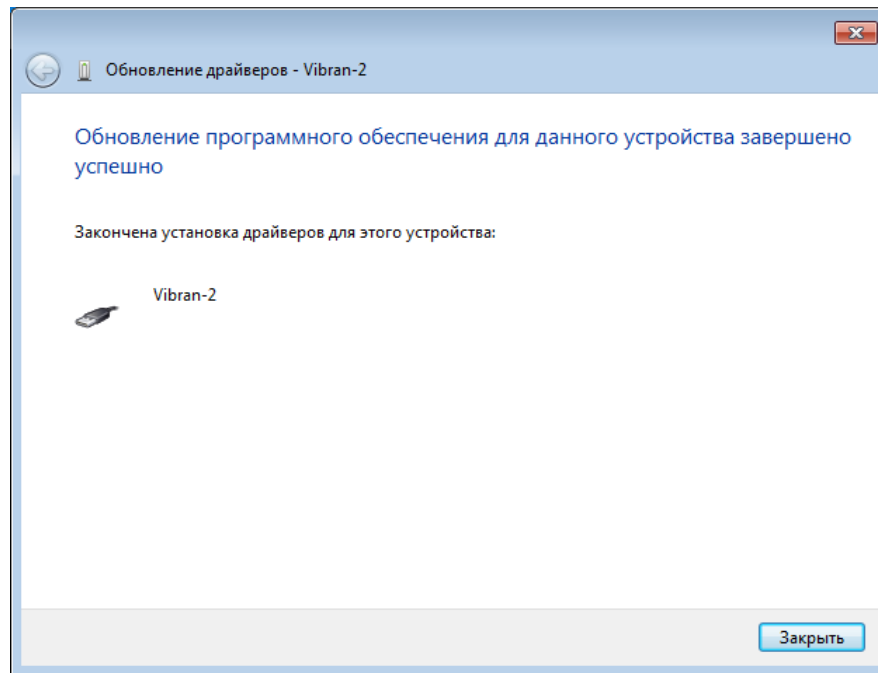 Обновление драйверов - Vibran-2
Обновление программного обеспечения для данного устройства завершено
успешно
Закончена установка драйверов для этого устройства:
Vibran-2
Закрыть